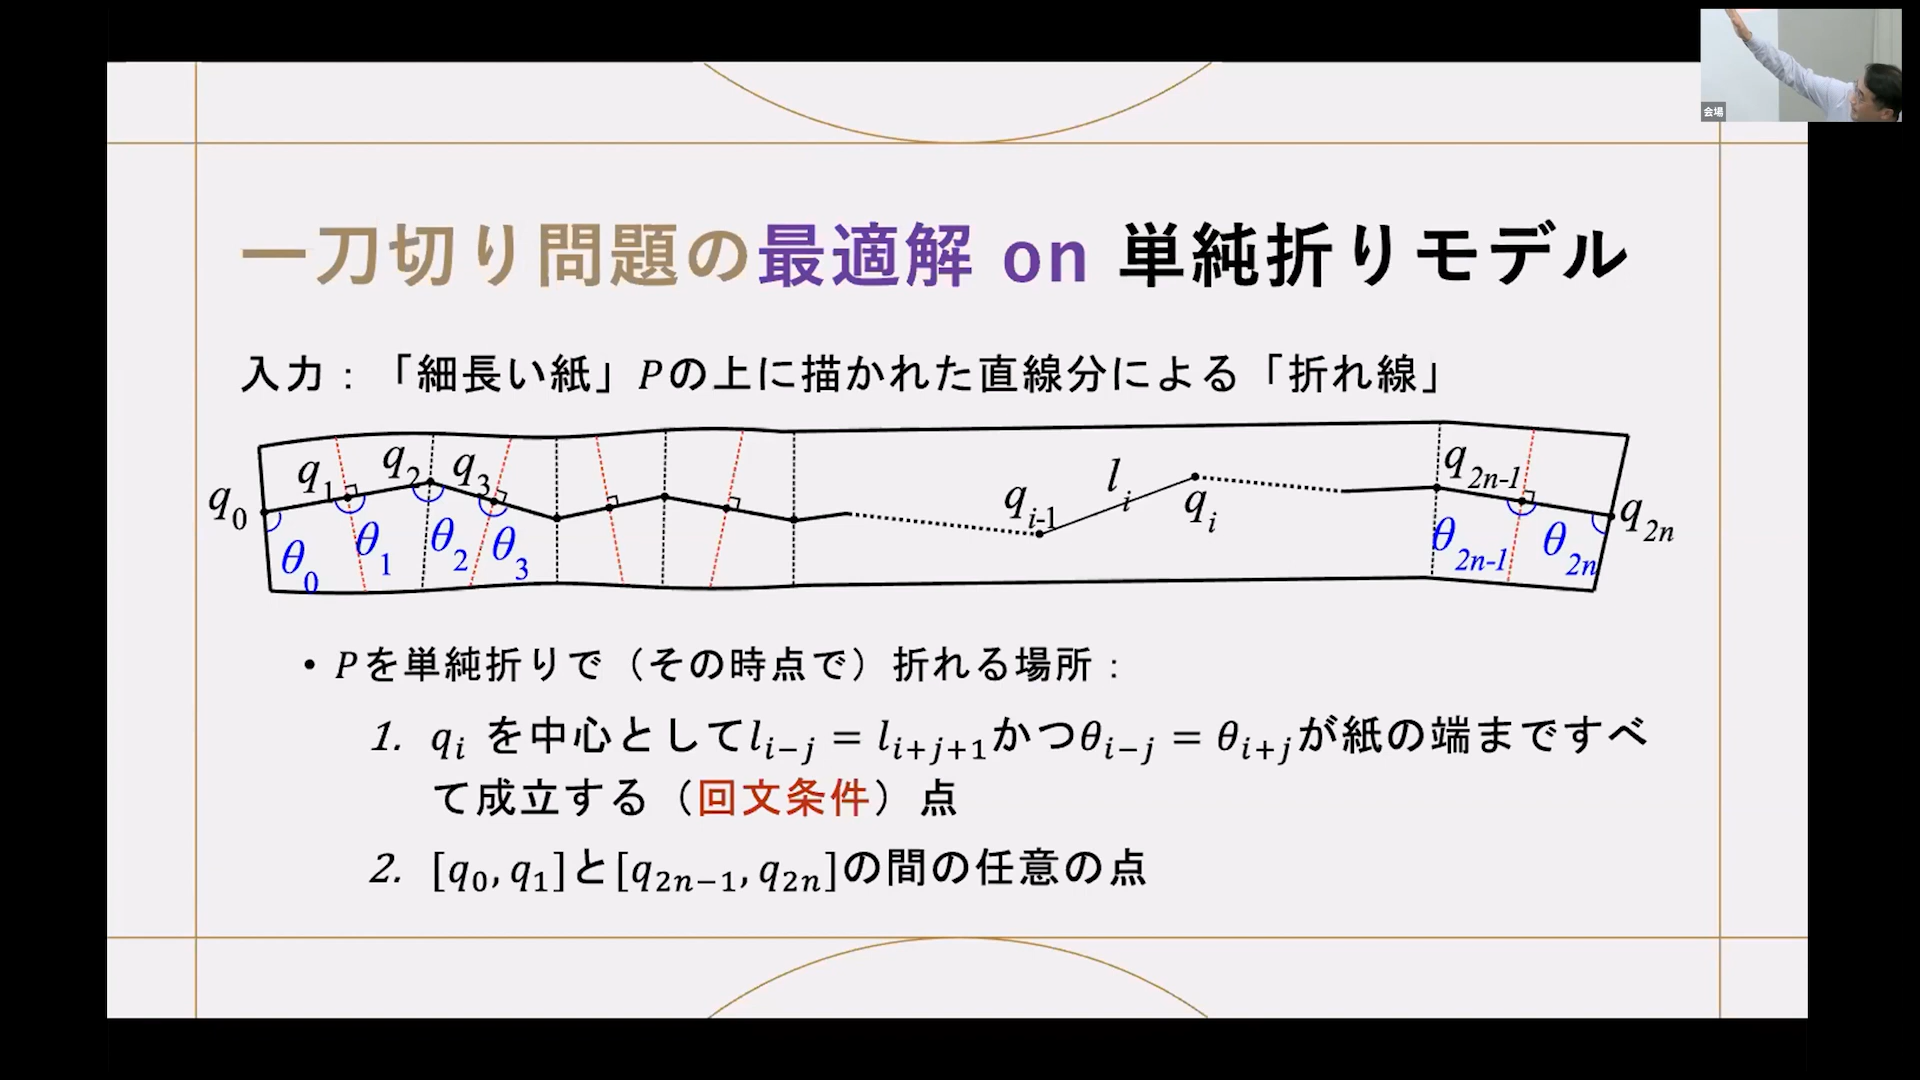 会場
一刀切り問題の最適解 on 単純折りモデル
入力：「細長い紙」Pの上に描かれた直線分による「折れ線」
q0 q1 q2 q3 qi-1 li qi q2n-1 q2n
θ0 θ1 θ2 θ3 θ2n-1 θ2n
• Pを単純折りで（その時点で）折れる場所：
1. qi を中心としてli−j = li+j+1かつθi−j = θi+jが紙の端まですべ
て成立する（回文条件）点
2. [q0, q1]と[q2n−1, q2n]の間の任意の点